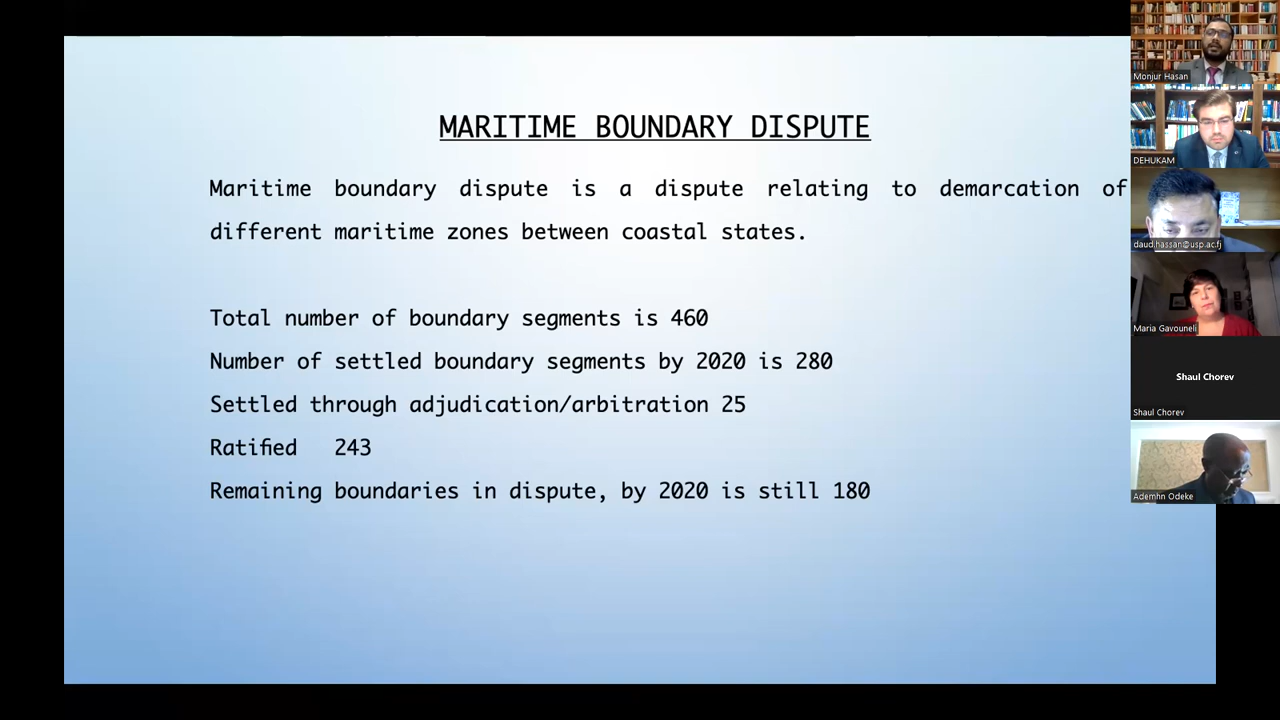 MARITIME BOUNDARY DISPUTE
Maritime boundary dispute is a dispute relating to demarcation of
different maritime zones between coastal states.
Total number of boundary segments is 460
Number of settled boundary segments by 2020 is 280
Settled through adjudication/arbitration 25
Ratified 243
Remaining boundaries in dispute, by 2020 is still 180
Monjur Hasan
DEHUKAM
daud.hassan@usp.ac.fj
Maria Gavouneli
Shaul Chorev
Shaul Chorev
Ademhn Odeke